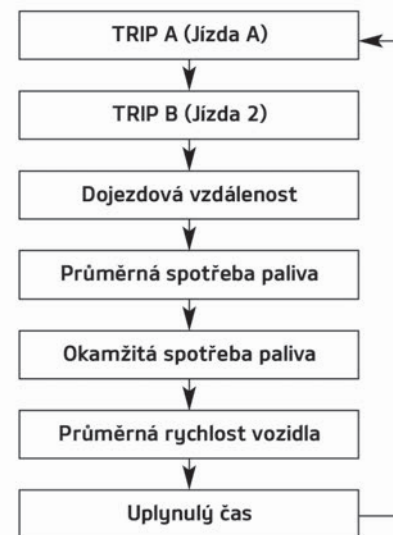 TRIP A (Jízda A)
TRIP B (Jízda 2)
Dojezdová vzdálenost
Průměrná spotřeba paliva
Okamžitá spotřeba paliva
Průměrná rychlost vozidla
Uplynulý čas